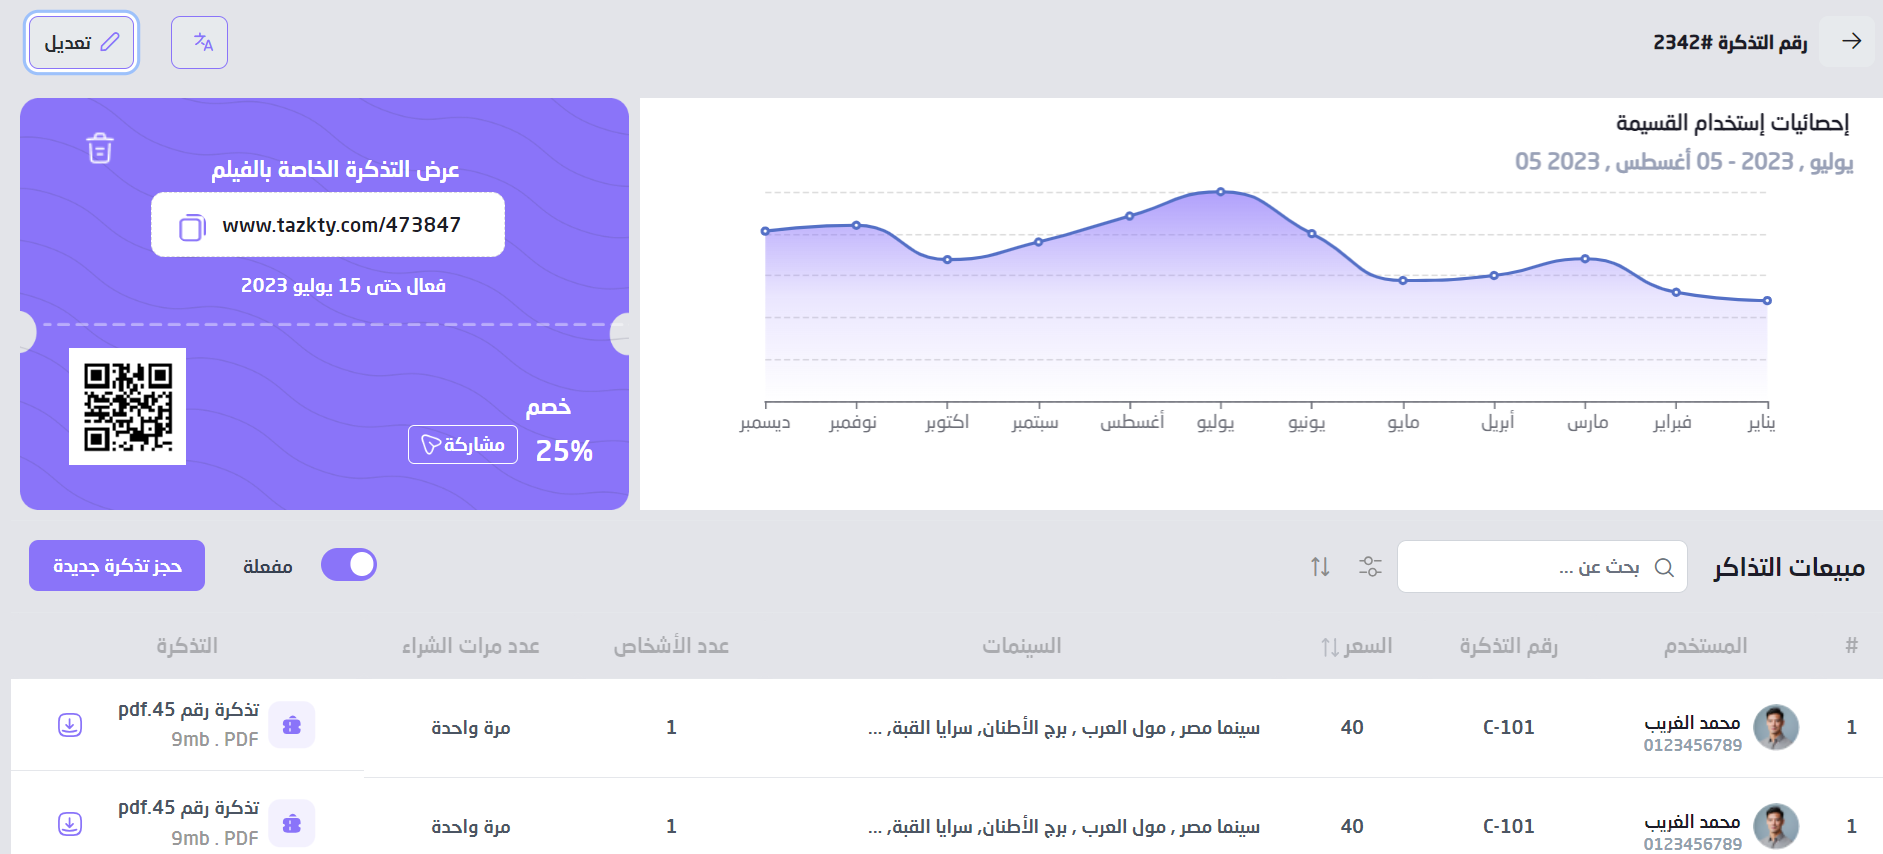 رقم التذكرة #2342
تعديل
إحصائيات إستخدام القسيمة
يوليو , 2023 - 05 أغسطس , 2023 05
يناير
فبراير
مارس
أبريل
مايو
يونيو
يوليو
أغسطس
سبتمبر
اكتوبر
نوفمبر
ديسمبر
عرض التذكرة الخاصة بالفيلم
www.tazkty.com/473847
فعال حتى 15 يوليو 2023
خصم
25%
مشاركة
مبيعات التذاكر
بحث عن ...
مفعلة
حجز تذكرة جديدة
# المستخدم رقم التذكرة السعر السينمات عدد الأشخاص عدد مرات الشراء التذكرة
1 محمد الغريب C-101 40 سينما مصر , مول العرب , برج الأطنان, سرايا القبة, ... 1 مرة واحدة تذكرة رقم 45.pdf
0123456789 9mb . PDF
1 محمد الغريب C-101 40 سينما مصر , مول العرب , برج الأطنان, سرايا القبة, ... 1 مرة واحدة تذكرة رقم 45.pdf
0123456789 9mb . PDF